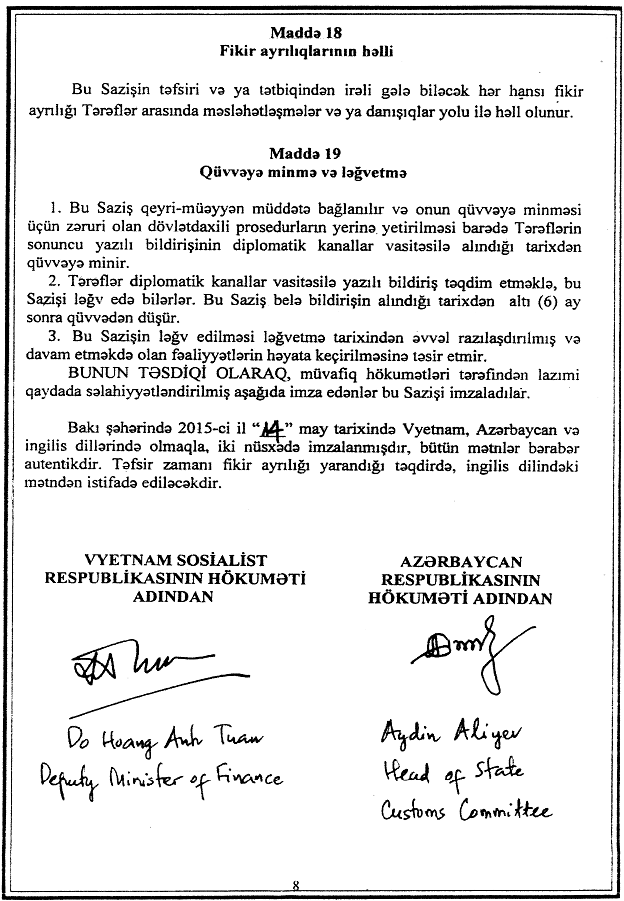 Maddə 18
Fikir ayrılıqlarının həlli
Bu Sazişin təfsiri və ya tətbiqindən irəli gələ biləcək hər hansı fikir
ayrılığı Tərəflər arasında məsləhətləşmələr və ya danışıqlar yolu ilə həll olunur.
Maddə 19
Qüvvəyə minmə və ləğvetmə
1. Bu Saziş qeyri-müəyyən müddətə bağlanılır və onun qüvvəyə minməsi
üçün zəruri olan dövlətdaxili prosedurların yerinə yetirilməsi barədə Tərəflərin
sonuncu yazılı bildirişinin diplomatik kanallar vasitəsilə alındığı tarixdən
qüvvəyə minir.
2. Tərəflər diplomatik kanallar vasitəsilə yazılı bildiriş təqdim etməklə, bu
Sazişi ləğv edə bilərlər. Bu Saziş belə bildirişin alındığı tarixdən altı (6) ay
sonra qüvvədən düşür.
3. Bu Sazişin ləğv edilməsi ləğvetmə tarixindən əvvəl razılaşdırılmış və
davam etməkdə olan fəaliyyətlərin həyata keçirilməsinə təsir etmir.
BUNUN TƏSDİQİ OLARAQ, müvafiq hökumətləri tərəfindən lazımi
qaydada səlahiyyətləndirilmiş aşağıda imza edənlər bu Sazişi imzaladılar.
Bakı şəhərində 2015-ci il “14” may tarixində Vyetnam, Azərbaycan və
ingilis dillərində olmaqla, iki nüsxədə imzalanmışdır, bütün mətnlər bərabər
autentikdir. Təfsir zamanı fikir ayrılığı yarandığı təqdirdə, ingilis dilindəki
mətndən istifadə ediləcəkdir.
VYETNAM SOSİALİST
RESPUBLİKASININ HÖKUMƏTİ
ADINDAN
AZƏRBAYCAN
RESPUBLİKASININ
HÖKUMƏTİ ADINDAN
Do Hoang Anh Tuan
Deputy Minister of Finance
Aydin Aliyev
Head of State
Customs Committee
8